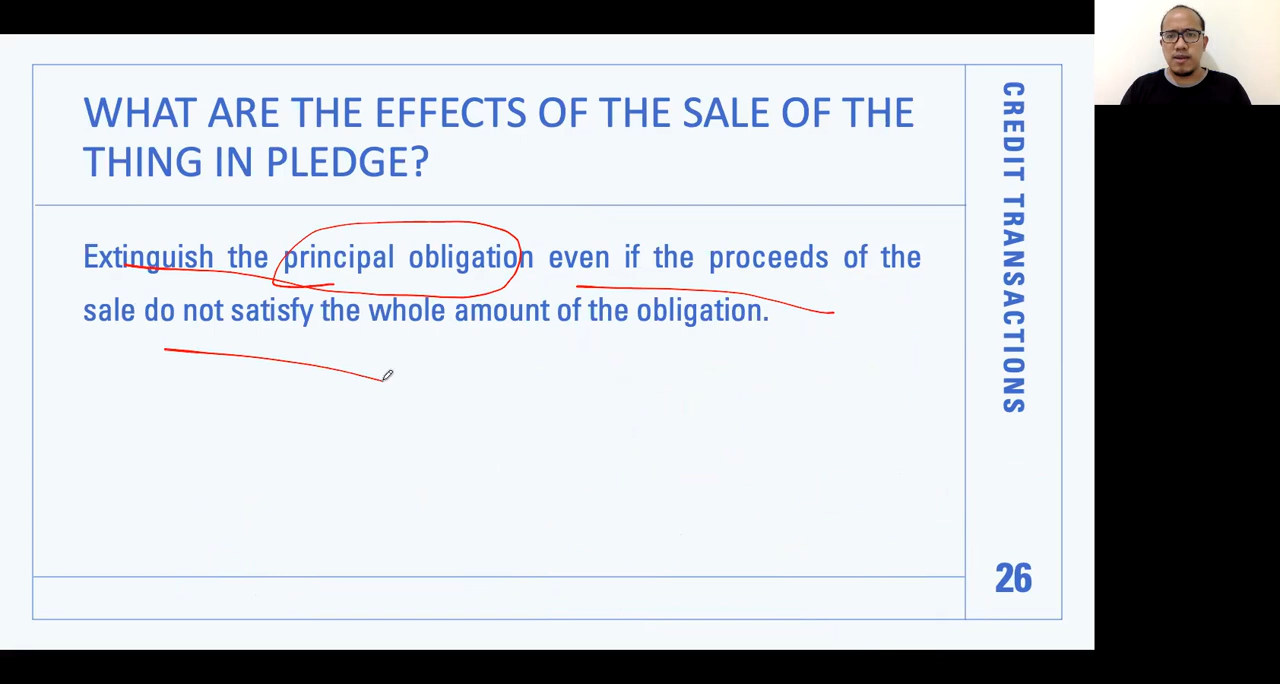 WHAT ARE THE EFFECTS OF THE SALE OF THE
THING IN PLEDGE?
Extinguish the principal obligation even if the proceeds of the
sale do not satisfy the whole amount of the obligation.
CREDIT TRANSACTIONS
26